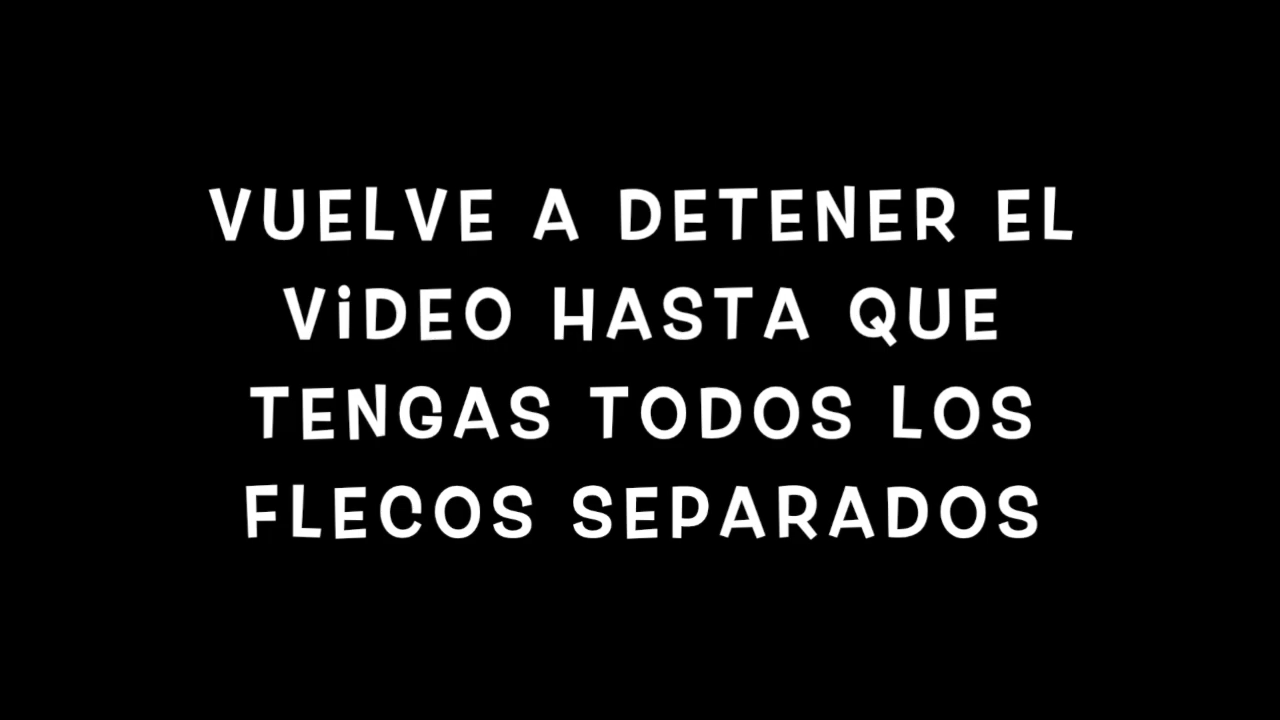 VUELVE A DETENER EL
ViDEO HASTA QUE
TENGAS TODOS LOS
FLECOS SEPARADOS